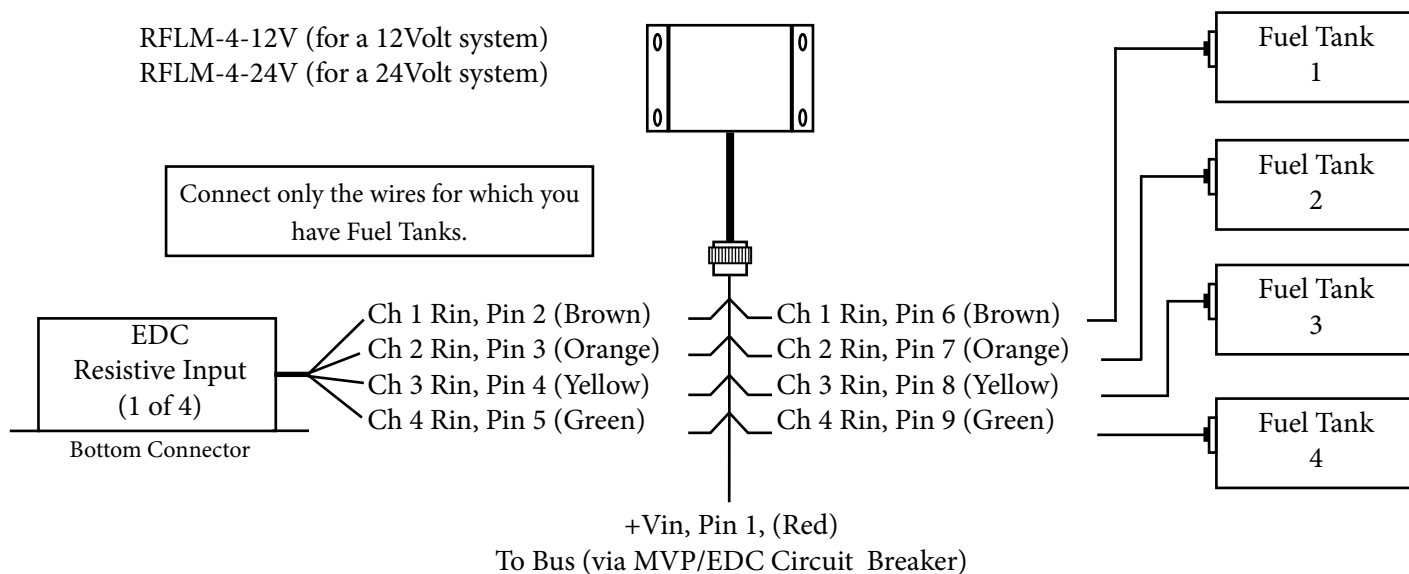 RFLM-4-12V (for a 12Volt system)
RFLM-4-24V (for a 24Volt system)
Connect only the wires for which you
have Fuel Tanks.
EDC
Resistive Input
(1 of 4)
Bottom Connector
Ch 1 Rin, Pin 2 (Brown)
Ch 2 Rin, Pin 3 (Orange)
Ch 3 Rin, Pin 4 (Yellow)
Ch 4 Rin, Pin 5 (Green)
Ch 1 Rin, Pin 6 (Brown)
Ch 2 Rin, Pin 7 (Orange)
Ch 3 Rin, Pin 8 (Yellow)
Ch 4 Rin, Pin 9 (Green)
Fuel Tank
1
Fuel Tank
2
Fuel Tank
3
Fuel Tank
4
+Vin, Pin 1, (Red)
To Bus (via MVP/EDC Circuit Breaker)